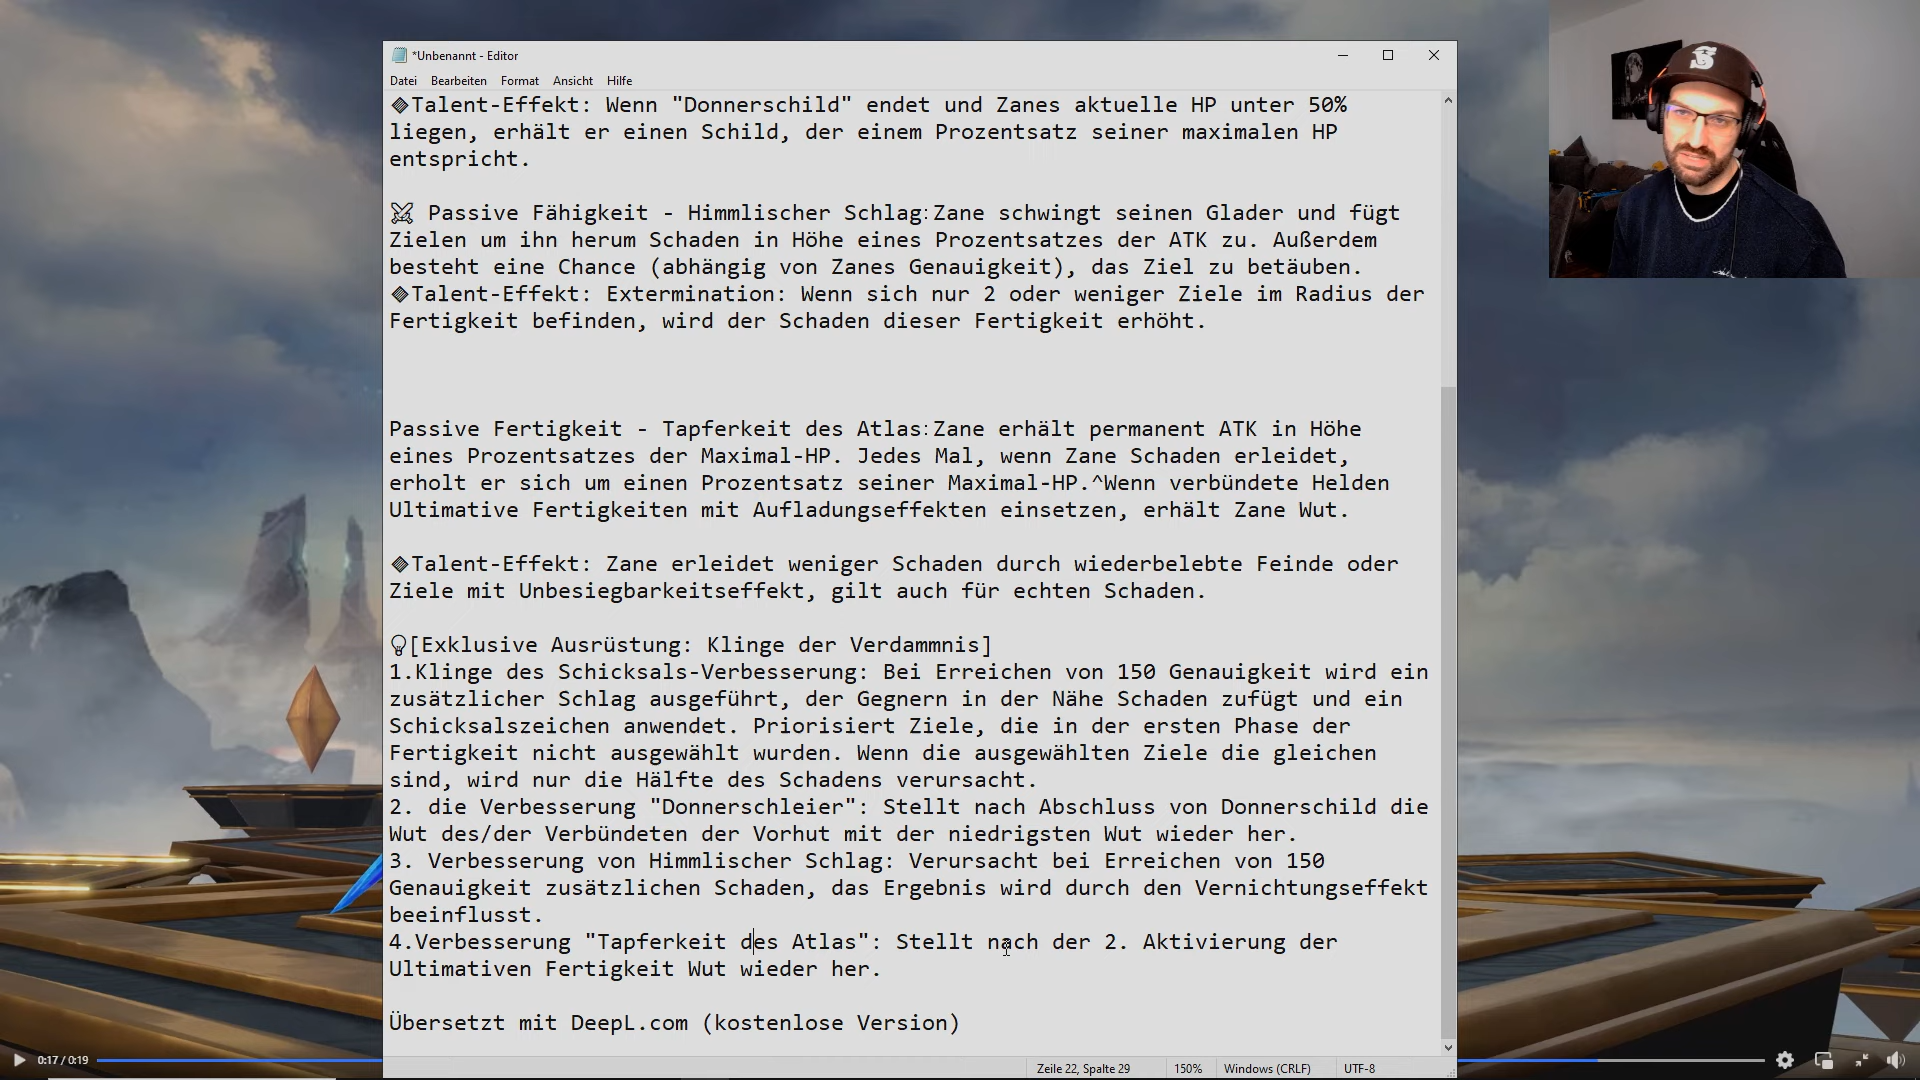 *Unbenannt - Editor
Datei Bearbeiten Format Ansicht Hilfe
◈Talent-Effekt: Wenn "Donnerschild" endet und Zanes aktuelle HP unter 50%
liegen, erhält er einen Schild, der einem Prozentsatz seiner maximalen HP
entspricht.
⚔ Passive Fähigkeit - Himmlischer Schlag:Zane schwingt seinen Glader und fügt
Zielen um ihn herum Schaden in Höhe eines Prozentsatzes der ATK zu. Außerdem
besteht eine Chance (abhängig von Zanes Genauigkeit), das Ziel zu betäuben.
◈Talent-Effekt: Extermination: Wenn sich nur 2 oder weniger Ziele im Radius der
Fertigkeit befinden, wird der Schaden dieser Fertigkeit erhöht.
Passive Fertigkeit - Tapferkeit des Atlas:Zane erhält permanent ATK in Höhe
eines Prozentsatzes der Maximal-HP. Jedes Mal, wenn Zane Schaden erleidet,
erholt er sich um einen Prozentsatz seiner Maximal-HP.^Wenn verbündete Helden
Ultimative Fertigkeiten mit Aufladungseffekten einsetzen, erhält Zane Wut.
◈Talent-Effekt: Zane erleidet weniger Schaden durch wiederbelebte Feinde oder
Ziele mit Unbesiegbarkeitseffekt, gilt auch für echten Schaden.
💡[Exklusive Ausrüstung: Klinge der Verdammnis]
1.Klinge des Schicksals-Verbesserung: Bei Erreichen von 150 Genauigkeit wird ein
zusätzlicher Schlag ausgeführt, der Gegnern in der Nähe Schaden zufügt und ein
Schicksalszeichen anwendet. Priorisiert Ziele, die in der ersten Phase der
Fertigkeit nicht ausgewählt wurden. Wenn die ausgewählten Ziele die gleichen
sind, wird nur die Hälfte des Schadens verursacht.
2. die Verbesserung "Donnerschleier": Stellt nach Abschluss von Donnerschild die
Wut des/der Verbündeten der Vorhut mit der niedrigsten Wut wieder her.
3. Verbesserung von Himmlischer Schlag: Verursacht bei Erreichen von 150
Genauigkeit zusätzlichen Schaden, das Ergebnis wird durch den Vernichtungseffekt
beeinflusst.
4.Verbesserung "Tapferkeit des Atlas": Stellt nach der 2. Aktivierung der
Ultimativen Fertigkeit Wut wieder her.
Übersetzt mit DeepL.com (kostenlose Version)
0:17 / 0:19
Zeile 22, Spalte 29 150% Windows (CRLF) UTF-8